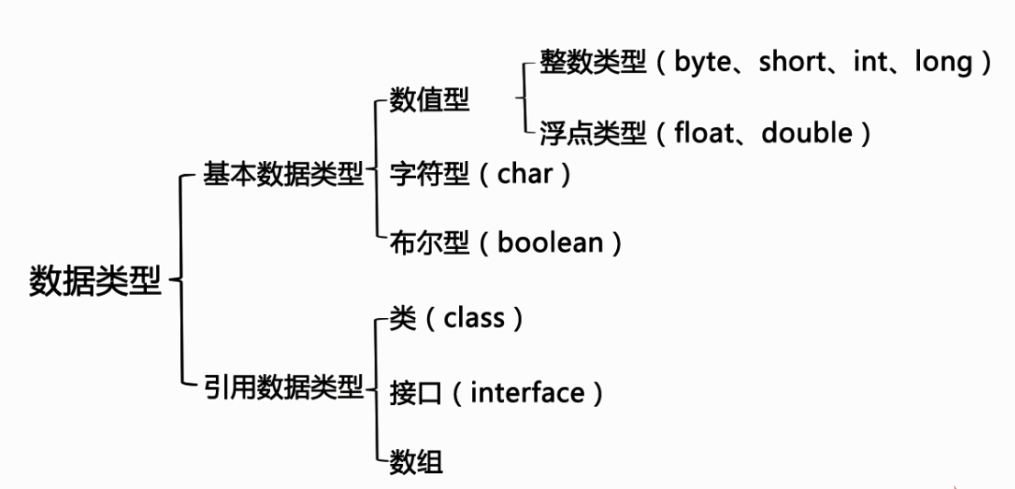 整数类型（byte、short、int、long）
数值型
浮点类型（float、double）
基本数据类型
字符型（char）
布尔型（boolean）
数据类型
类（class）
引用数据类型
接口（interface）
数组